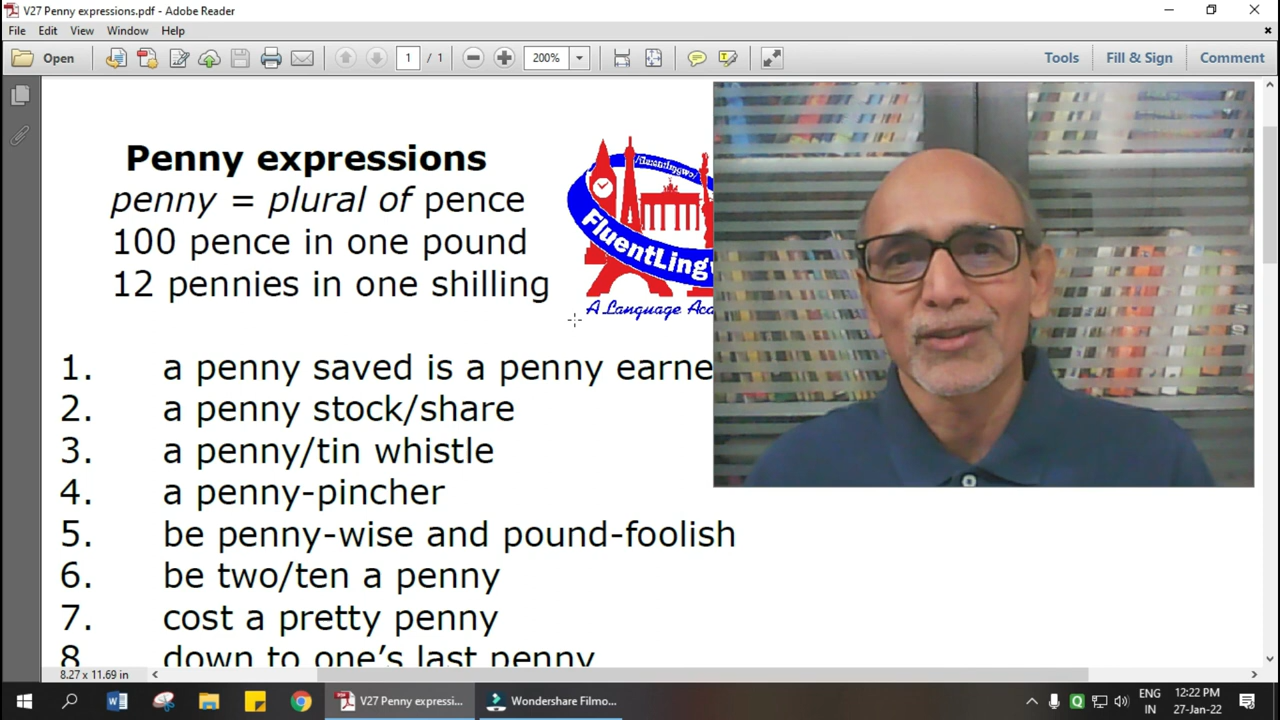 V27 Penny expressions.pdf - Adobe Reader
File Edit View Window Help
Open 1 / 1 200% Tools Fill & Sign Comment
Penny expressions
penny = plural of pence
100 pence in one pound
12 pennies in one shilling
/fluentlingwo/
FluentLingw
A Language Aca
1. a penny saved is a penny earne
2. a penny stock/share
3. a penny/tin whistle
4. a penny-pincher
5. be penny-wise and pound-foolish
6. be two/ten a penny
7. cost a pretty penny
8 down to one's last penny
8.27 x 11.69 in
V27 Penny expressi... Wondershare Filmo... ENG 12:22 PM
IN 27-Jan-22